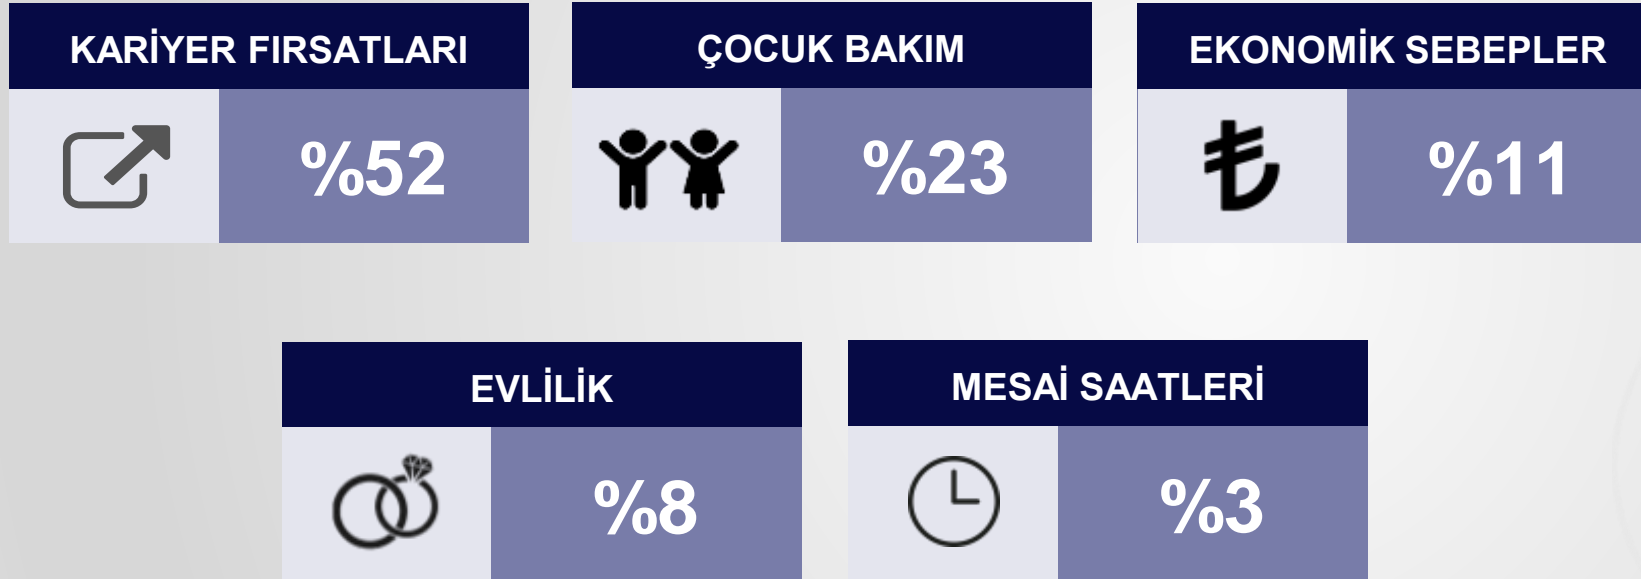 KARİYER FIRSATLARI
%52
ÇOCUK BAKIM
%23
EKONOMİK SEBEPLER
%11
EVLİLİK
%8
MESAİ SAATLERİ
%3